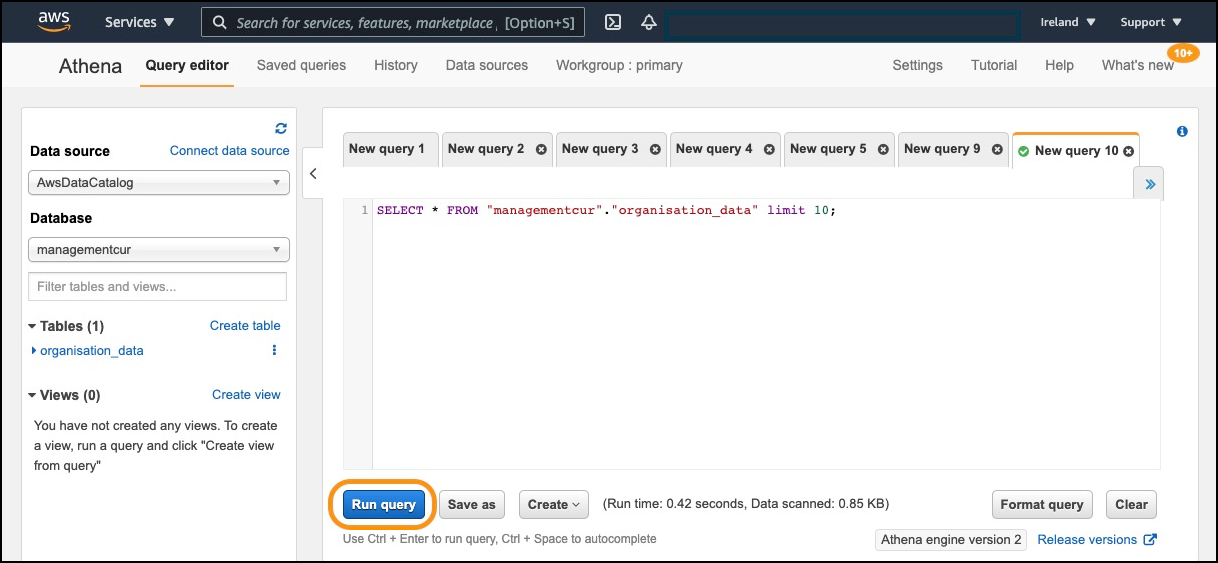 aws Services Search for services, features, marketplace , [Option+S] Ireland Support
Athena Query editor Saved queries History Data sources Workgroup : primary Settings Tutorial Help What's new 10+
Data source Connect data source
AwsDataCatalog
Database
managementcur
Filter tables and views...
Tables (1) Create table
organisation_data
Views (0) Create view
You have not created any views. To create
a view, run a query and click "Create view
from query"
New query 1 New query 2 New query 3 New query 4 New query 5 New query 9 New query 10
1 SELECT * FROM "managementcur"."organisation_data" limit 10;
Run query Save as Create (Run time: 0.42 seconds, Data scanned: 0.85 KB) Format query Clear
Use Ctrl + Enter to run query, Ctrl + Space to autocomplete Athena engine version 2 Release versions